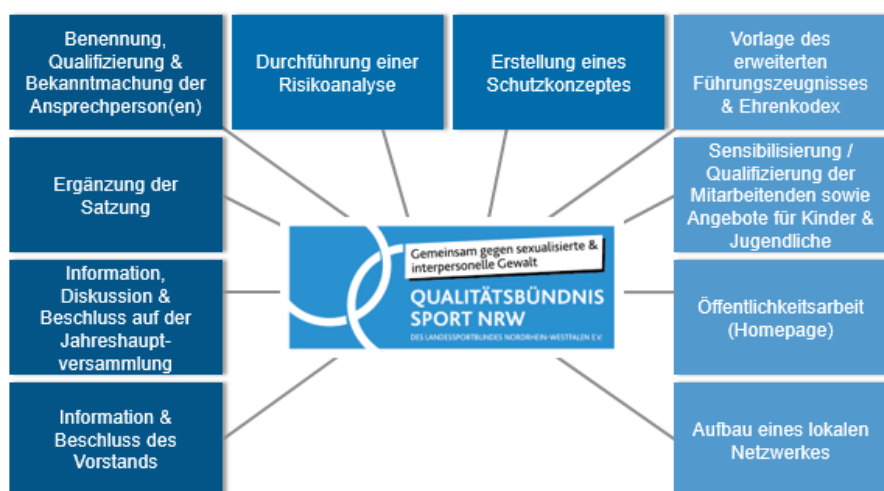 Benennung,
Qualifizierung &
Bekanntmachung der
Ansprechperson(en)
Durchführung einer
Risikoanalyse
Erstellung eines
Schutzkonzeptes
Vorlage des
erweiterten
Führungszeugnisses
& Ehrenkodex
Ergänzung der
Satzung
Sensibilisierung /
Qualifizierung der
Mitarbeitenden sowie
Angebote für Kinder &
Jugendliche
Gemeinsam gegen sexualisierte &
interpersonelle Gewalt
QUALITÄTSBÜNDNIS
SPORT NRW
DES LANDESSPORTBUNDES NORDRHEIN-WESTFALEN E.V.
Information,
Diskussion &
Beschluss auf der
Jahreshaupt-
versammlung
Öffentlichkeitsarbeit
(Homepage)
Information &
Beschluss des
Vorstands
Aufbau eines lokalen
Netzwerkes